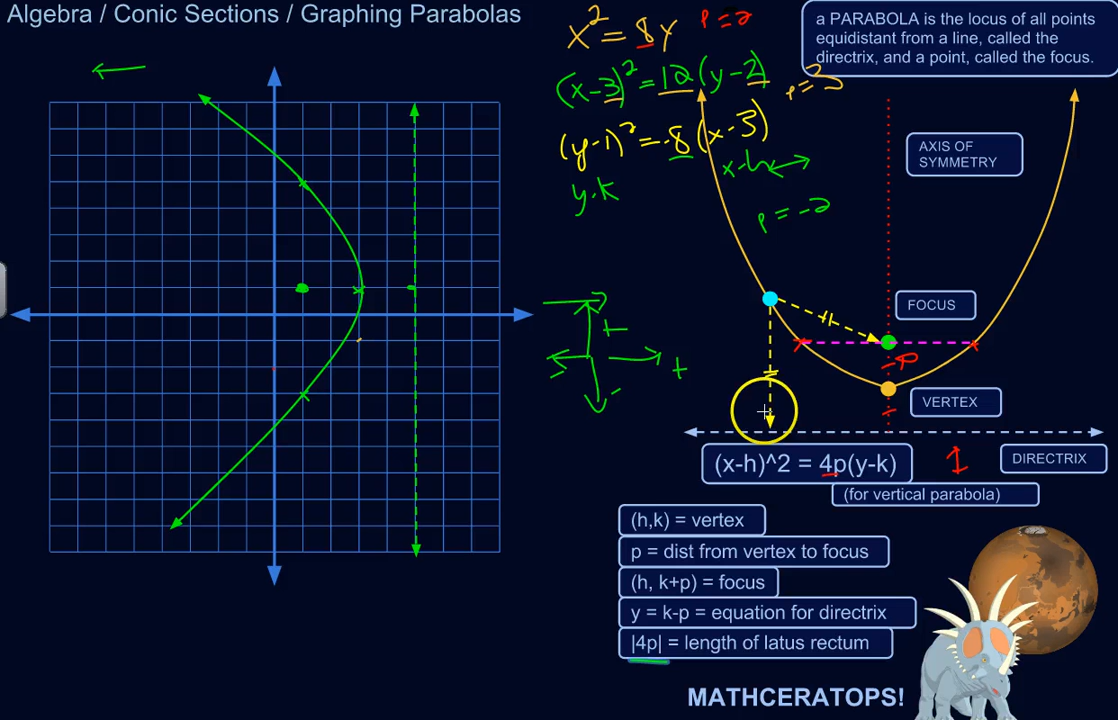 Algebra / Conic Sections / Graphing Parabolas
x² = 8y p = 2
(x-3)² = 12(y-2) p = 3
(y-1)² = -8(x-3)
x-h
y-k
p = -2
a PARABOLA is the locus of all points
equidistant from a line, called the
directrix, and a point, called the focus.
AXIS OF
SYMMETRY
FOCUS
+
+
-
-
P
VERTEX
DIRECTRIX
(x-h)^2 = 4p(y-k)
1
(for vertical parabola)
(h,k) = vertex
p = dist from vertex to focus
(h, k+p) = focus
y = k-p = equation for directrix
|4p| = length of latus rectum
MATHCERATOPS!